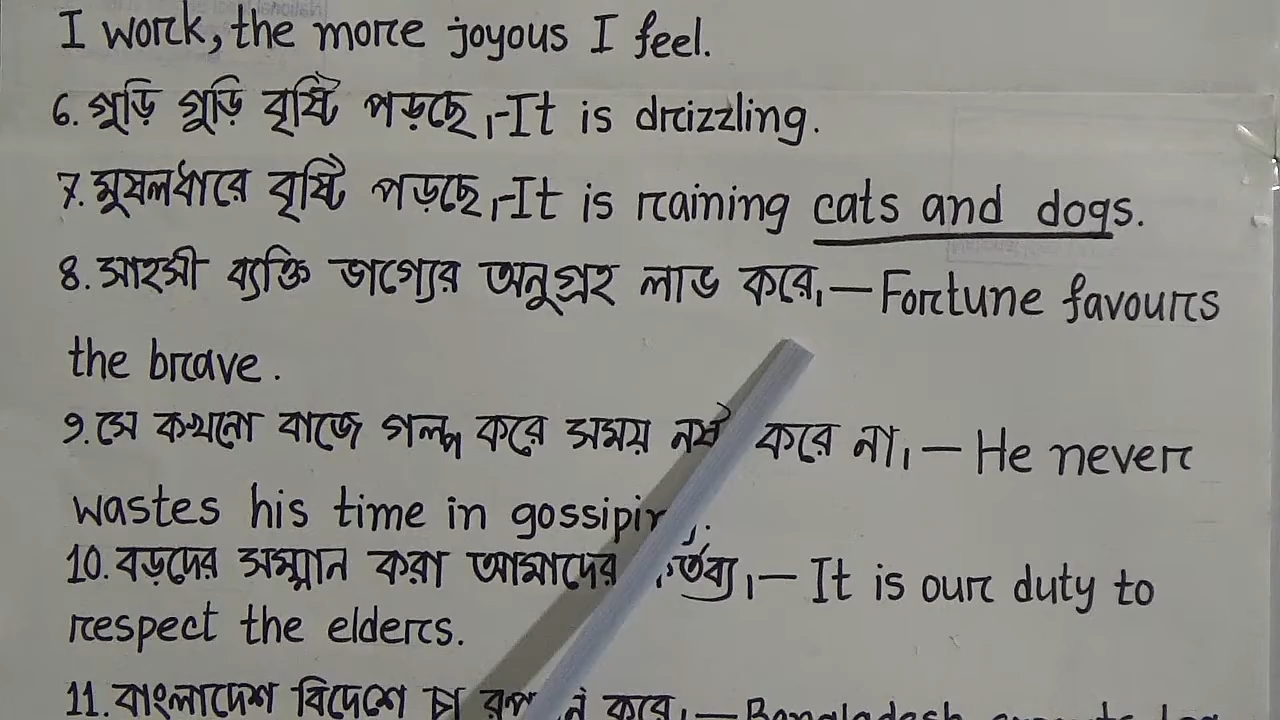 I work, the more joyous I feel.
6. গুড়ি গুড়ি বৃষ্টি পড়ছে।-It is drizzling.
7. মুষলধারে বৃষ্টি পড়ছে।-It is raining cats and dogs.
8. সাহসী ব্যক্তি ভাগ্যের অনুগ্রহ লাভ করে।—Fortune favours
the brave.
9. সে কখনো বাজে গল্প করে সময় নষ্ট করে না।—He never
wastes his time in
10. বড়দের সম্মান করা আমাদের —It is our duty to
respect the elders.
11. বাংলাদেশ বিদেশে চা করে।—Bangladesh